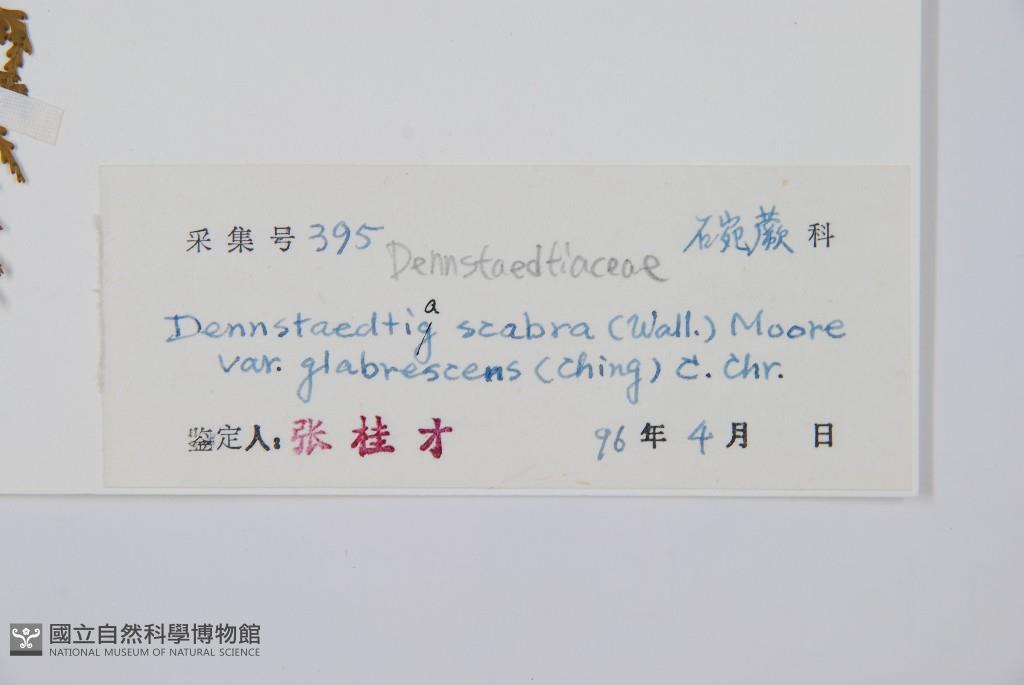 采集号 395 石宛蕨 科
Dennstaedtiaceae
Dennstaedtia scabra (Wall.) Moore
var. glabrescens (Ching) C. Chr.
鉴定人: 张桂才 96 年 4 月 日
國立自然科學博物館
NATIONAL MUSEUM OF NATURAL SCIENCE